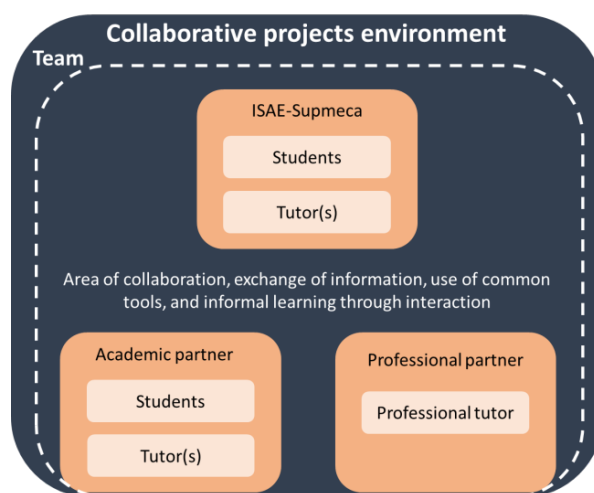 Collaborative projects environment
Team
ISAE-Supmeca
Students
Tutor(s)
Area of collaboration, exchange of information, use of common
tools, and informal learning through interaction
Academic partner
Students
Tutor(s)
Professional partner
Professional tutor